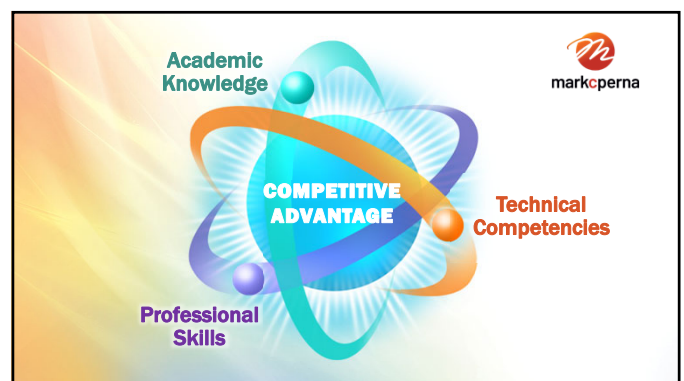 Academic
Knowledge
markcperna
COMPETITIVE
ADVANTAGE
Technical
Competencies
Professional
Skills